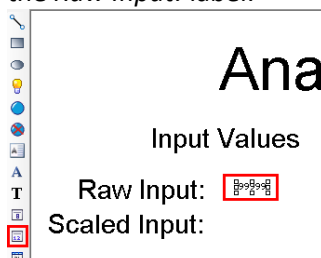 the Raw Input: label.
Ana
Input Values
Raw Input:
Scaled Input:
A
T